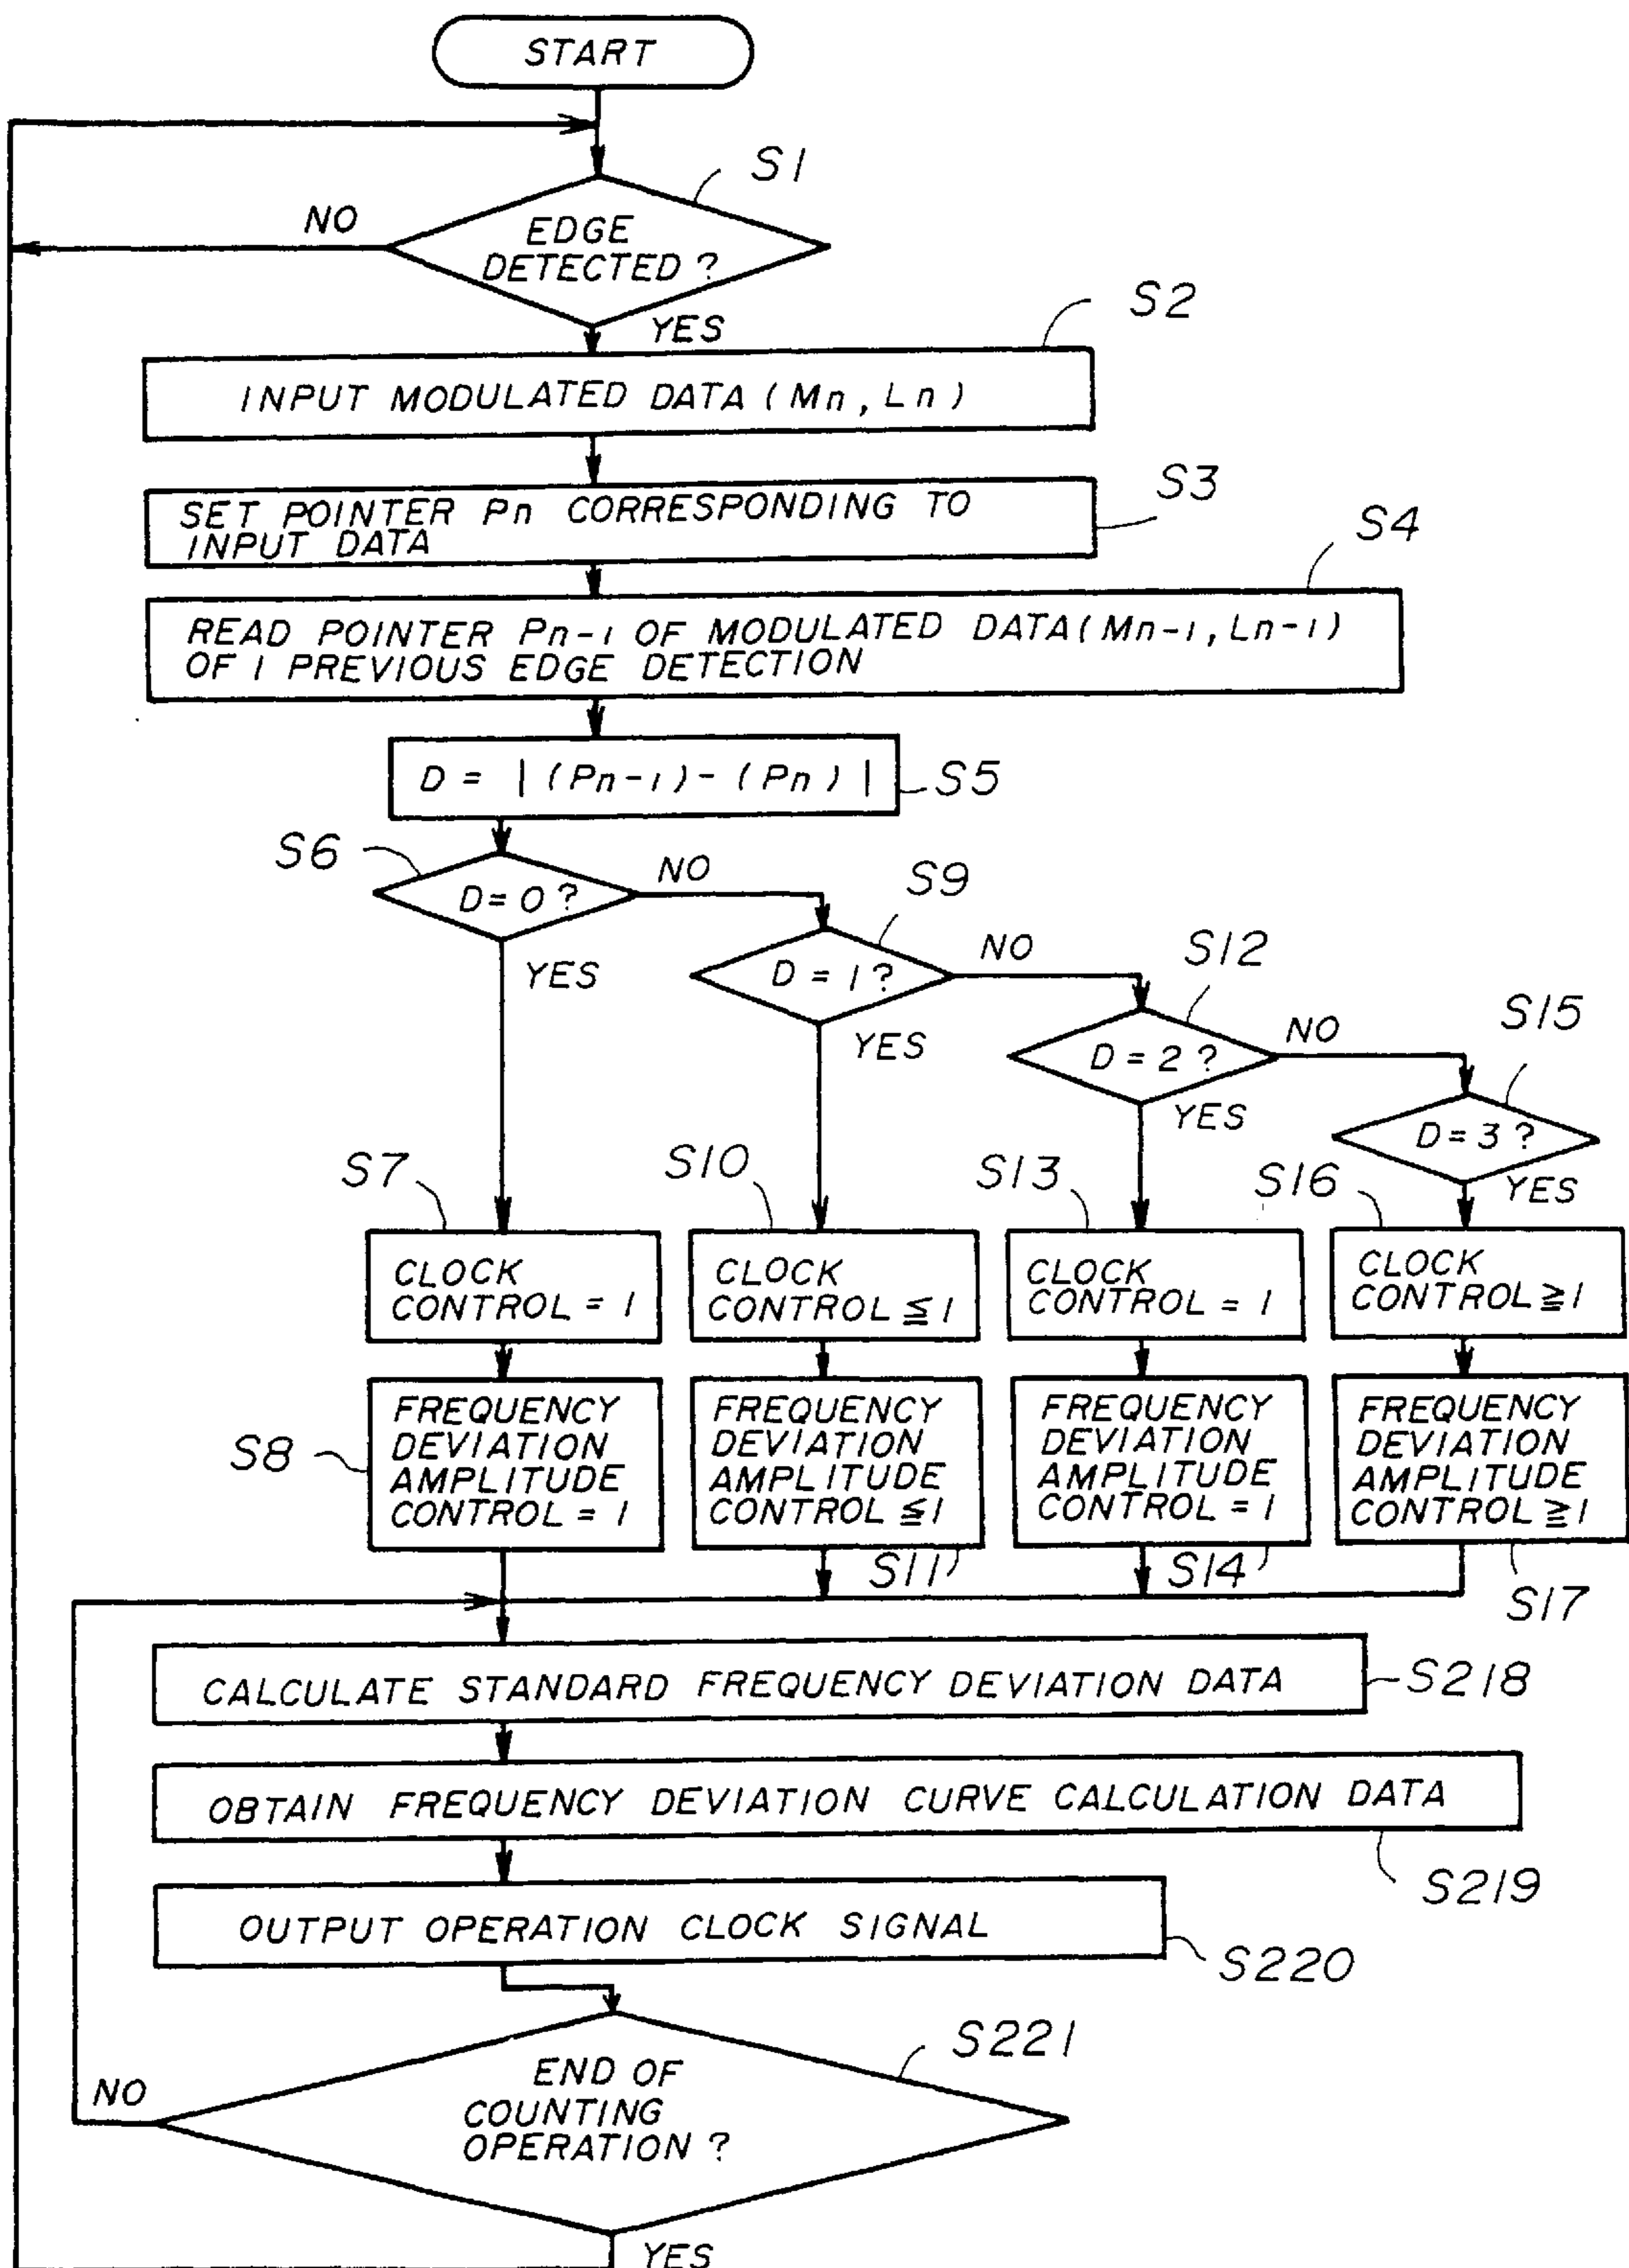 START
S1
NO
EDGE
DETECTED ?
YES
S2
INPUT MODULATED DATA (Mn, Ln)
S3
SET POINTER Pn CORRESPONDING TO
INPUT DATA
S4
READ POINTER Pn-1 OF MODULATED DATA (Mn-1, Ln-1)
OF 1 PREVIOUS EDGE DETECTION
D = | (Pn-1) - (Pn) |
S5
S6
D = 0 ?
NO
YES
S9
D = 1 ?
NO
YES
S12
D = 2 ?
NO
YES
S15
D = 3 ?
YES
S7
S10
S13
S16
CLOCK
CONTROL = 1
CLOCK
CONTROL ≦ 1
CLOCK
CONTROL = 1
CLOCK
CONTROL ≧ 1
S8
FREQUENCY
DEVIATION
AMPLITUDE
CONTROL = 1
FREQUENCY
DEVIATION
AMPLITUDE
CONTROL ≦ 1
FREQUENCY
DEVIATION
AMPLITUDE
CONTROL = 1
FREQUENCY
DEVIATION
AMPLITUDE
CONTROL ≧ 1
S11
S14
S17
CALCULATE STANDARD FREQUENCY DEVIATION DATA
S218
OBTAIN FREQUENCY DEVIATION CURVE CALCULATION DATA
S219
OUTPUT OPERATION CLOCK SIGNAL
S220
S221
NO
END OF
COUNTING
OPERATION ?
YES